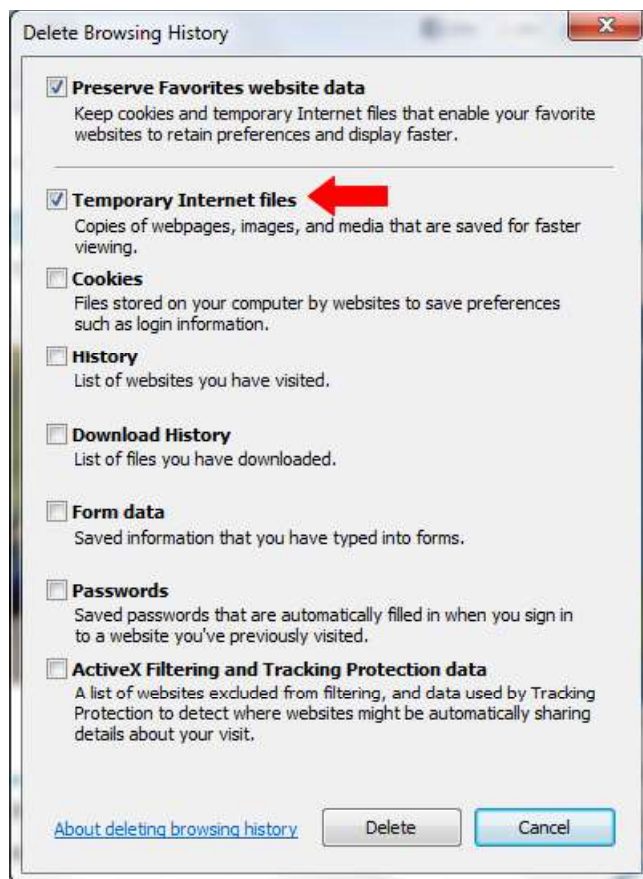 Delete Browsing History
Preserve Favorites website data
Keep cookies and temporary Internet files that enable your favorite
websites to retain preferences and display faster.
Temporary Internet files
Copies of webpages, images, and media that are saved for faster
viewing.
Cookies
Files stored on your computer by websites to save preferences
such as login information.
History
List of websites you have visited.
Download History
List of files you have downloaded.
Form data
Saved information that you have typed into forms.
Passwords
Saved passwords that are automatically filled in when you sign in
to a website you've previously visited.
ActiveX Filtering and Tracking Protection data
A list of websites excluded from filtering, and data used by Tracking
Protection to detect where websites might be automatically sharing
details about your visit.
About deleting browsing history Delete Cancel